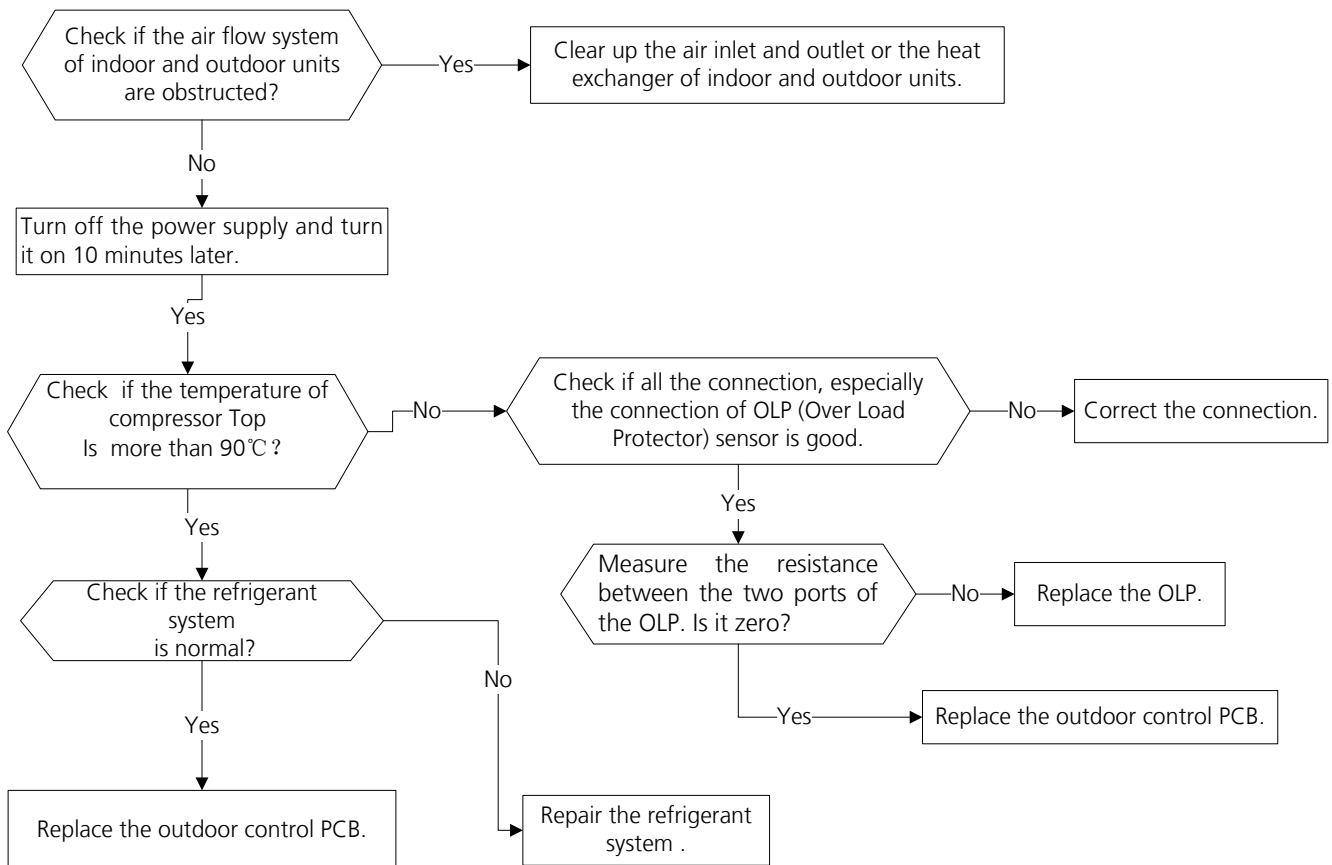 Check if the air flow system
of indoor and outdoor units
are obstructed?
Yes
Clear up the air inlet and outlet or the heat
exchanger of indoor and outdoor units.
No
Turn off the power supply and turn
it on 10 minutes later.
Yes
Check if the temperature of
compressor Top
Is more than 90℃?
No
Check if all the connection, especially
the connection of OLP (Over Load
Protector) sensor is good.
No
Correct the connection.
Yes
Yes
Measure the resistance
between the two ports of
the OLP. Is it zero?
No
Replace the OLP.
Check if the refrigerant
system
is normal?
No
Yes
Yes
Replace the outdoor control PCB.
Replace the outdoor control PCB.
Repair the refrigerant
system .